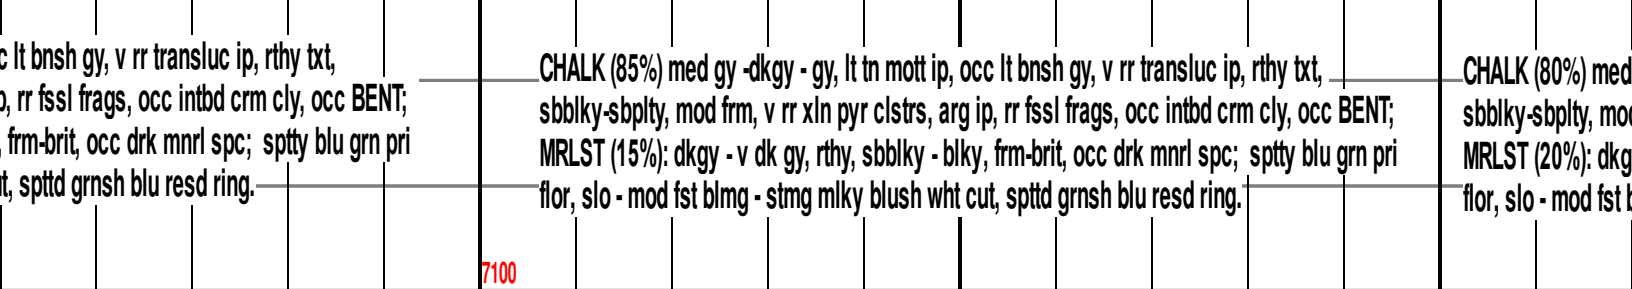 c lt bnsh gy, v rr transluc ip, rthy txt,
p, rr fssl frags, occ intbd crm cly, occ BENT;
, frm-brit, occ drk mnrl spc; sptty blu grn pri
t, spttd grnsh blu resd ring.
CHALK (85%) med gy -dkgy - gy, lt tn mott ip, occ lt bnsh gy, v rr transluc ip, rthy txt,
sbblky-sbplty, mod frm, v rr xln pyr clstrs, arg ip, rr fssl frags, occ intbd crm cly, occ BENT;
MRLST (15%): dkgy - v dk gy, rthy, sbblky - blky, frm-brit, occ drk mnrl spc; sptty blu grn pri
flor, slo - mod fst blmg - stmg mlky blush wht cut, spttd grnsh blu resd ring.
7100
CHALK (80%) med
sbblky-sbplty, mod
MRLST (20%): dkg
flor, slo - mod fst b